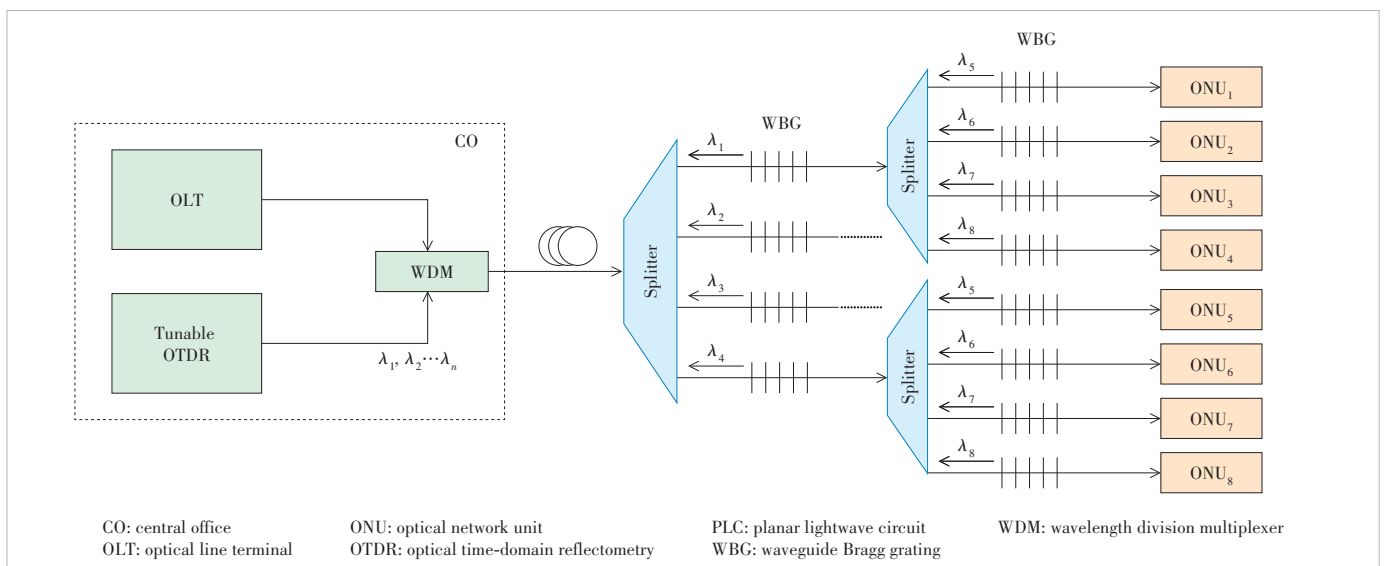 CO
OLT
Tunable
OTDR
WDM
λ1, λ2…λn
Splitter
WBG
λ1
λ2
λ3
λ4
WBG
Splitter
λ5
λ6
λ7
λ8
ONU1
ONU2
ONU3
ONU4
Splitter
λ5
λ6
λ7
λ8
ONU5
ONU6
ONU7
ONU8
CO: central office
OLT: optical line terminal
ONU: optical network unit
OTDR: optical time-domain reflectometry
PLC: planar lightwave circuit
WBG: waveguide Bragg grating
WDM: wavelength division multiplexer